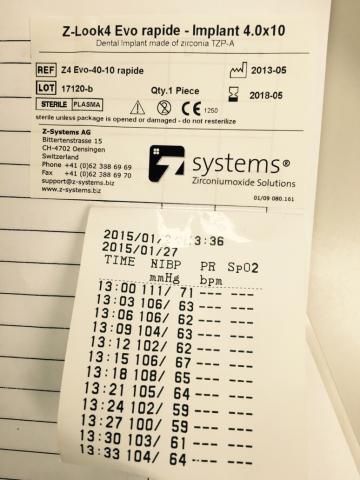 Z-Look4 Evo rapide - Implant 4.0x10
Dental Implant made of zirconia TZP-A
REF Z4 Evo-40-10 rapide 2013-05
LOT 17120-b Qty.1 Piece 2018-05
STERILE PLASMA CE 1250
sterile unless package is opened or damaged - do not resterilize
Z-Systems AG
Bittertenstrasse 15
CH-4702 Oensingen
Switzerland
Phone +41 (0)62 388 69 69
Fax +41 (0)62 388 69 70
support@z-systems.biz
www.z-systems.biz
Z systems®
Zirconiumoxide Solutions
01/09 080.161
2015/01/ 3:36
2015/01/27
TIME NIBP PR SpO2
mmHg bpm
13:00 111/ 71 --- ---
13:03 106/ 63 --- ---
13:06 106/ 62 --- ---
13:09 104/ 63 --- ---
13:12 102/ 62 --- ---
13:15 106/ 67 --- ---
13:18 108/ 65 --- ---
13:21 105/ 64 --- ---
13:24 102/ 59 --- ---
13:27 100/ 59 --- ---
13:30 103/ 61 --- ---
13:33 104/ 64 --- ---